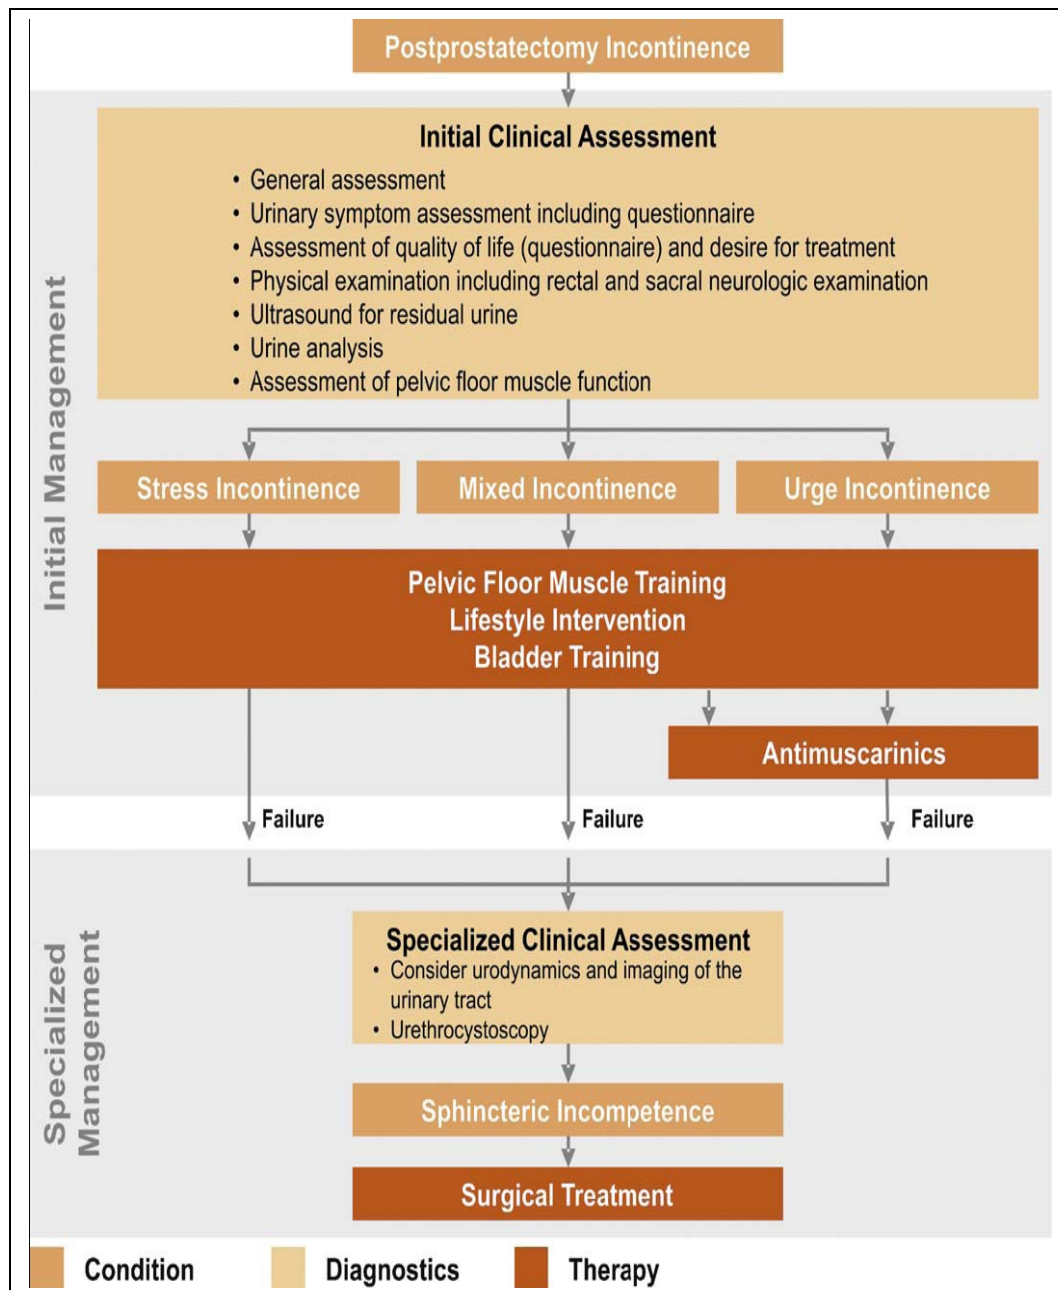 Postprostatectomy Incontinence
Initial Management
Initial Clinical Assessment
• General assessment
• Urinary symptom assessment including questionnaire
• Assessment of quality of life (questionnaire) and desire for treatment
• Physical examination including rectal and sacral neurologic examination
• Ultrasound for residual urine
• Urine analysis
• Assessment of pelvic floor muscle function
Stress Incontinence
Mixed Incontinence
Urge Incontinence
Pelvic Floor Muscle Training
Lifestyle Intervention
Bladder Training
Antimuscarinics
Failure
Failure
Failure
Specialized
Management
Specialized Clinical Assessment
• Consider urodynamics and imaging of the
urinary tract
• Urethrocystoscopy
Sphincteric Incompetence
Surgical Treatment
Condition
Diagnostics
Therapy